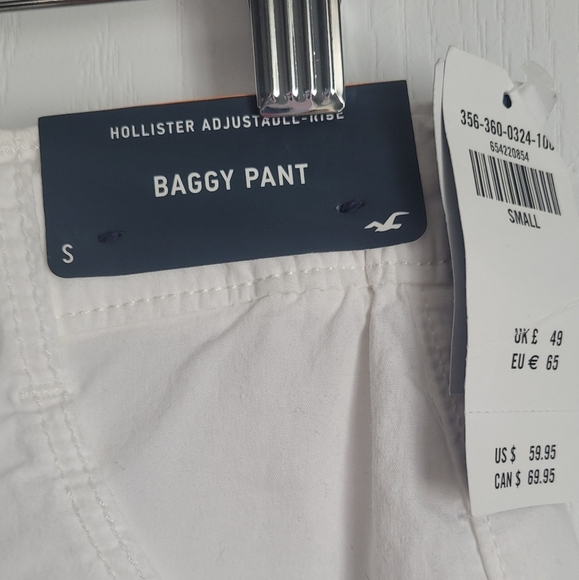 HOLLISTER ADJUSTABLE-RISE
BAGGY PANT
S
356-360-0324-100
654220854
SMALL
UK £ 49
EU € 65
US $ 59.95
CAN $ 69.95